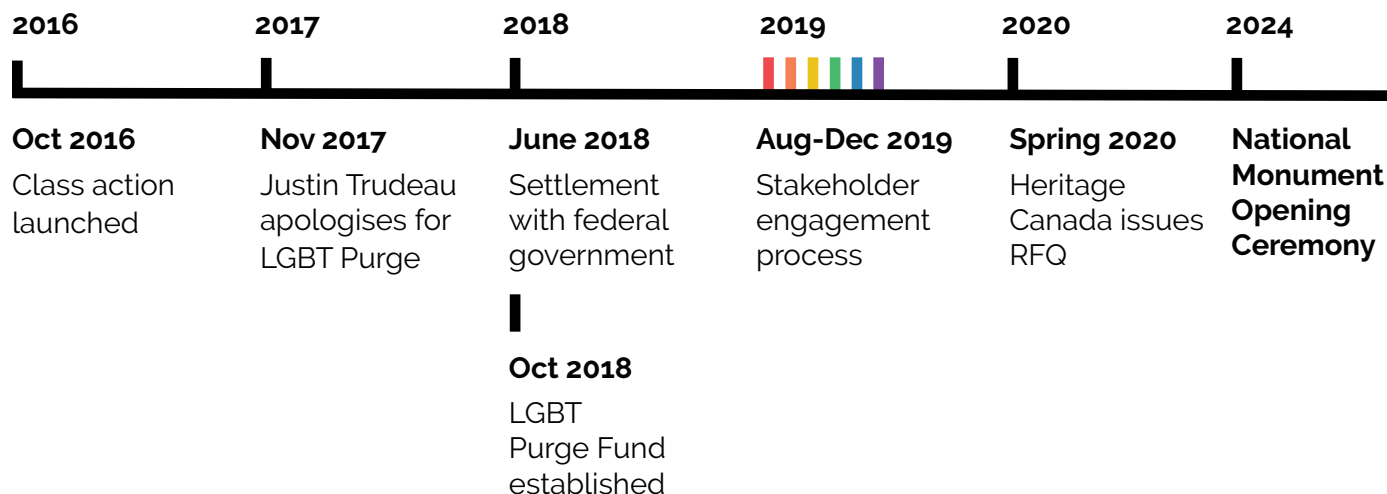 2016
2017
2018
2019
2020
2024
Oct 2016
Class action
launched
Nov 2017
Justin Trudeau
apologises for
LGBT Purge
June 2018
Settlement
with federal
government
Oct 2018
LGBT
Purge Fund
established
Aug-Dec 2019
Stakeholder
engagement
process
Spring 2020
Heritage
Canada issues
RFQ
National
Monument
Opening
Ceremony